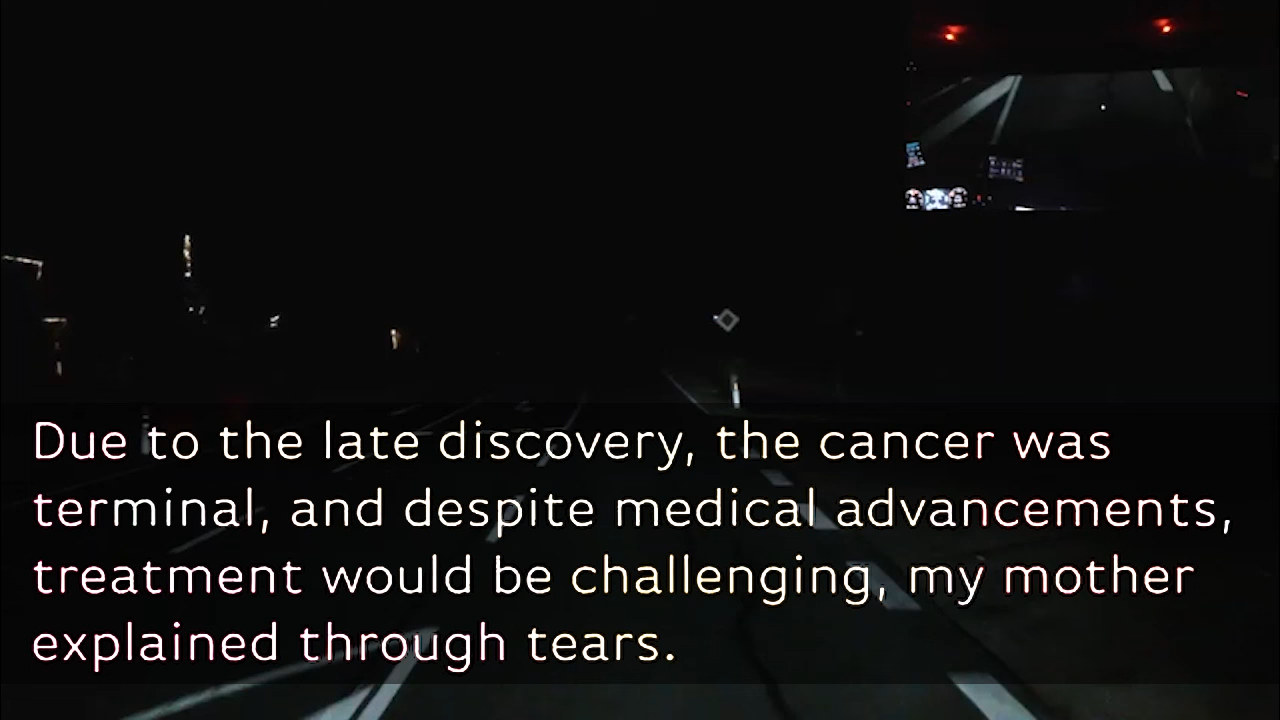 Due to the late discovery, the cancer was
terminal, and despite medical advancements,
treatment would be challenging, my mother
explained through tears.